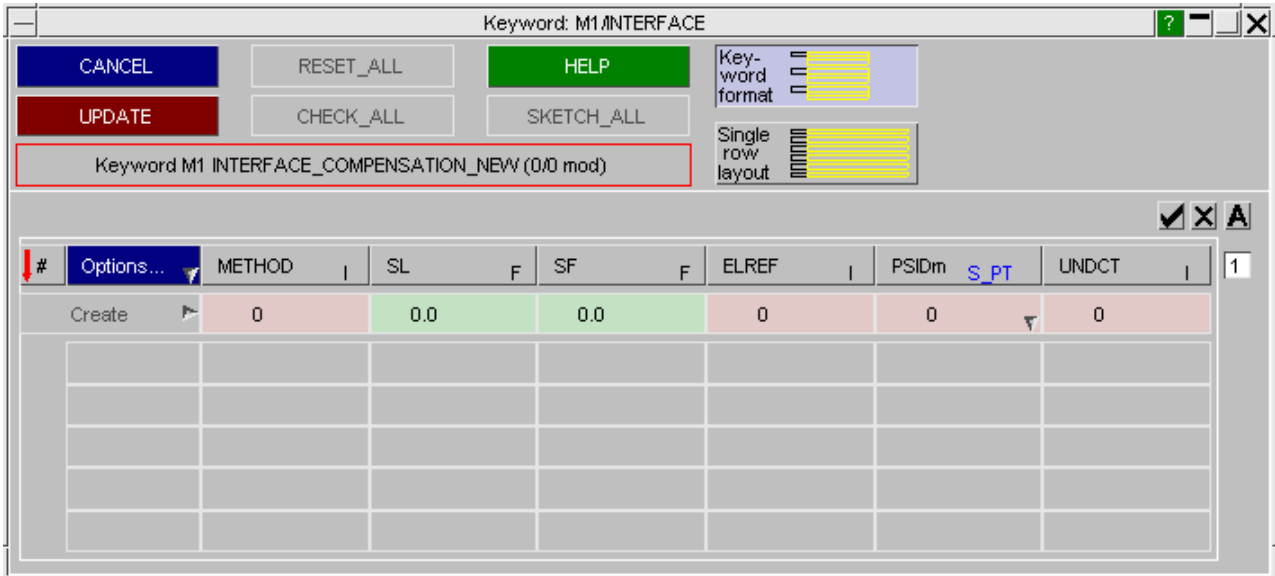 Keyword: M1/INTERFACE
?
CANCEL RESET_ALL HELP
Key-
word
format
UPDATE CHECK_ALL SKETCH_ALL
Single
row
layout
Keyword M1 INTERFACE_COMPENSATION_NEW (0/0 mod)
A
# Options... METHOD I SL F SF F ELREF I PSIDm S_PT UNDCT I 1
Create 0 0.0 0.0 0 0 0